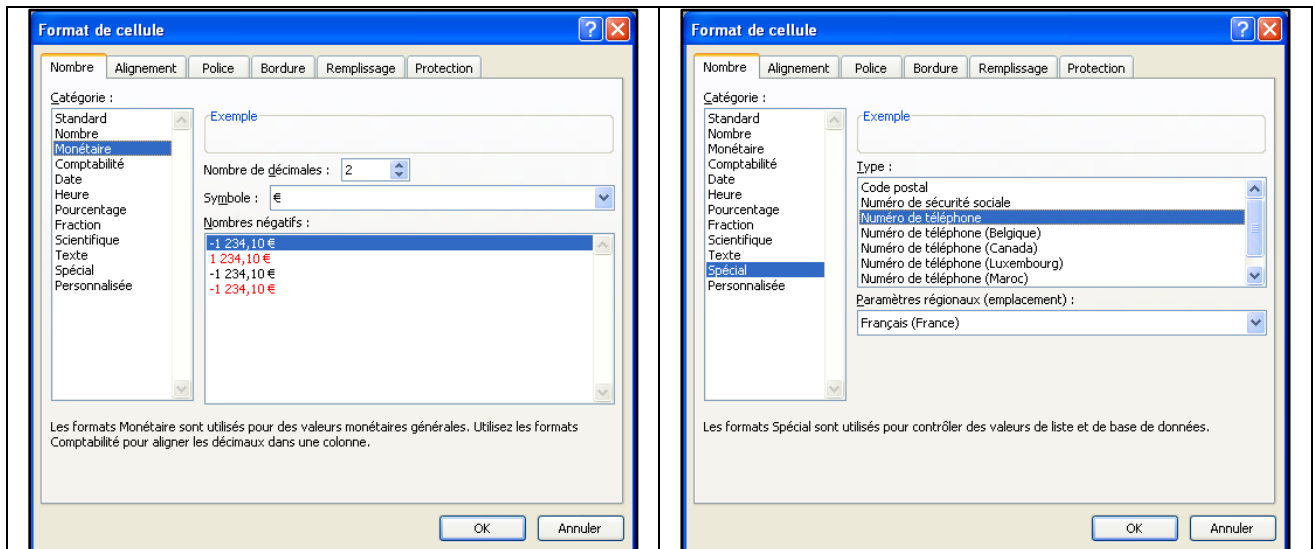 Format de cellule
Nombre Alignement Police Bordure Remplissage Protection
Catégorie :
Standard
Nombre
Monétaire
Comptabilité
Date
Heure
Pourcentage
Fraction
Scientifique
Texte
Spécial
Personnalisée
Exemple
Nombre de décimales : 2
Symbole : €
Nombres négatifs :
-1 234,10 €
1 234,10 €
-1 234,10 €
-1 234,10 €
Les formats Monétaire sont utilisés pour des valeurs monétaires générales. Utilisez les formats
Comptabilité pour aligner les décimaux dans une colonne.
OK Annuler
Format de cellule
Nombre Alignement Police Bordure Remplissage Protection
Catégorie :
Standard
Nombre
Monétaire
Comptabilité
Date
Heure
Pourcentage
Fraction
Scientifique
Texte
Spécial
Personnalisée
Exemple
Type :
Code postal
Numéro de sécurité sociale
Numéro de téléphone
Numéro de téléphone (Belgique)
Numéro de téléphone (Canada)
Numéro de téléphone (Luxembourg)
Numéro de téléphone (Maroc)
Paramètres régionaux (emplacement) :
Français (France)
Les formats Spécial sont utilisés pour contrôler des valeurs de liste et de base de données.
OK Annuler